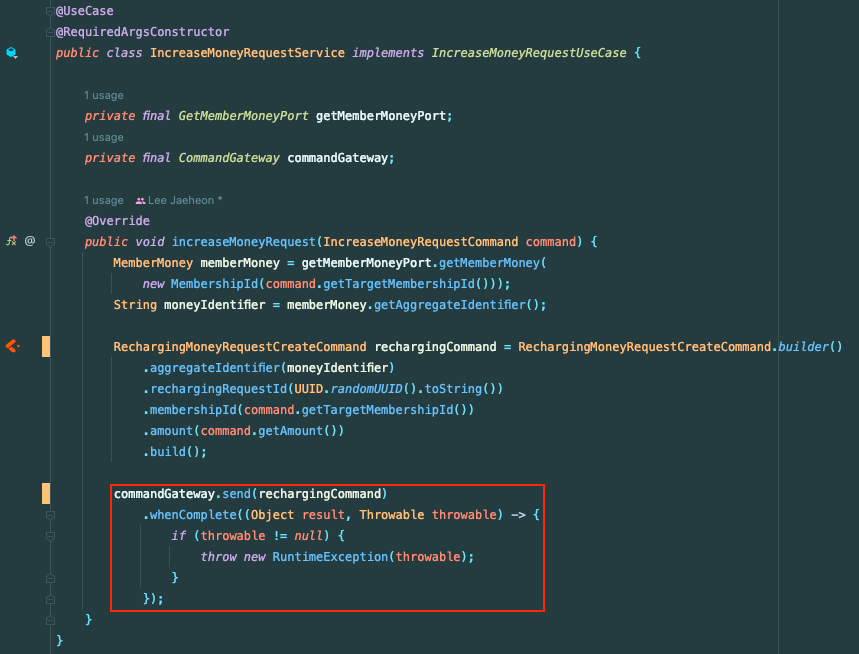 @UseCase
@RequiredArgsConstructor
public class IncreaseMoneyRequestService implements IncreaseMoneyRequestUseCase {
1 usage
private final GetMemberMoneyPort getMemberMoneyPort;
1 usage
private final CommandGateway commandGateway;
1 usage Lee Jaeheon *
@Override
public void increaseMoneyRequest(IncreaseMoneyRequestCommand command) {
MemberMoney memberMoney = getMemberMoneyPort.getMemberMoney(
new MembershipId(command.getTargetMembershipId()));
String moneyIdentifier = memberMoney.getAggregateIdentifier();
RechargingMoneyRequestCreateCommand rechargingCommand = RechargingMoneyRequestCreateCommand.builder()
.aggregateIdentifier(moneyIdentifier)
.rechargingRequestId(UUID.randomUUID().toString())
.membershipId(command.getTargetMembershipId())
.amount(command.getAmount())
.build();
commandGateway.send(rechargingCommand)
.whenComplete((Object result, Throwable throwable) -> {
if (throwable != null) {
throw new RuntimeException(throwable);
}
});
}
}